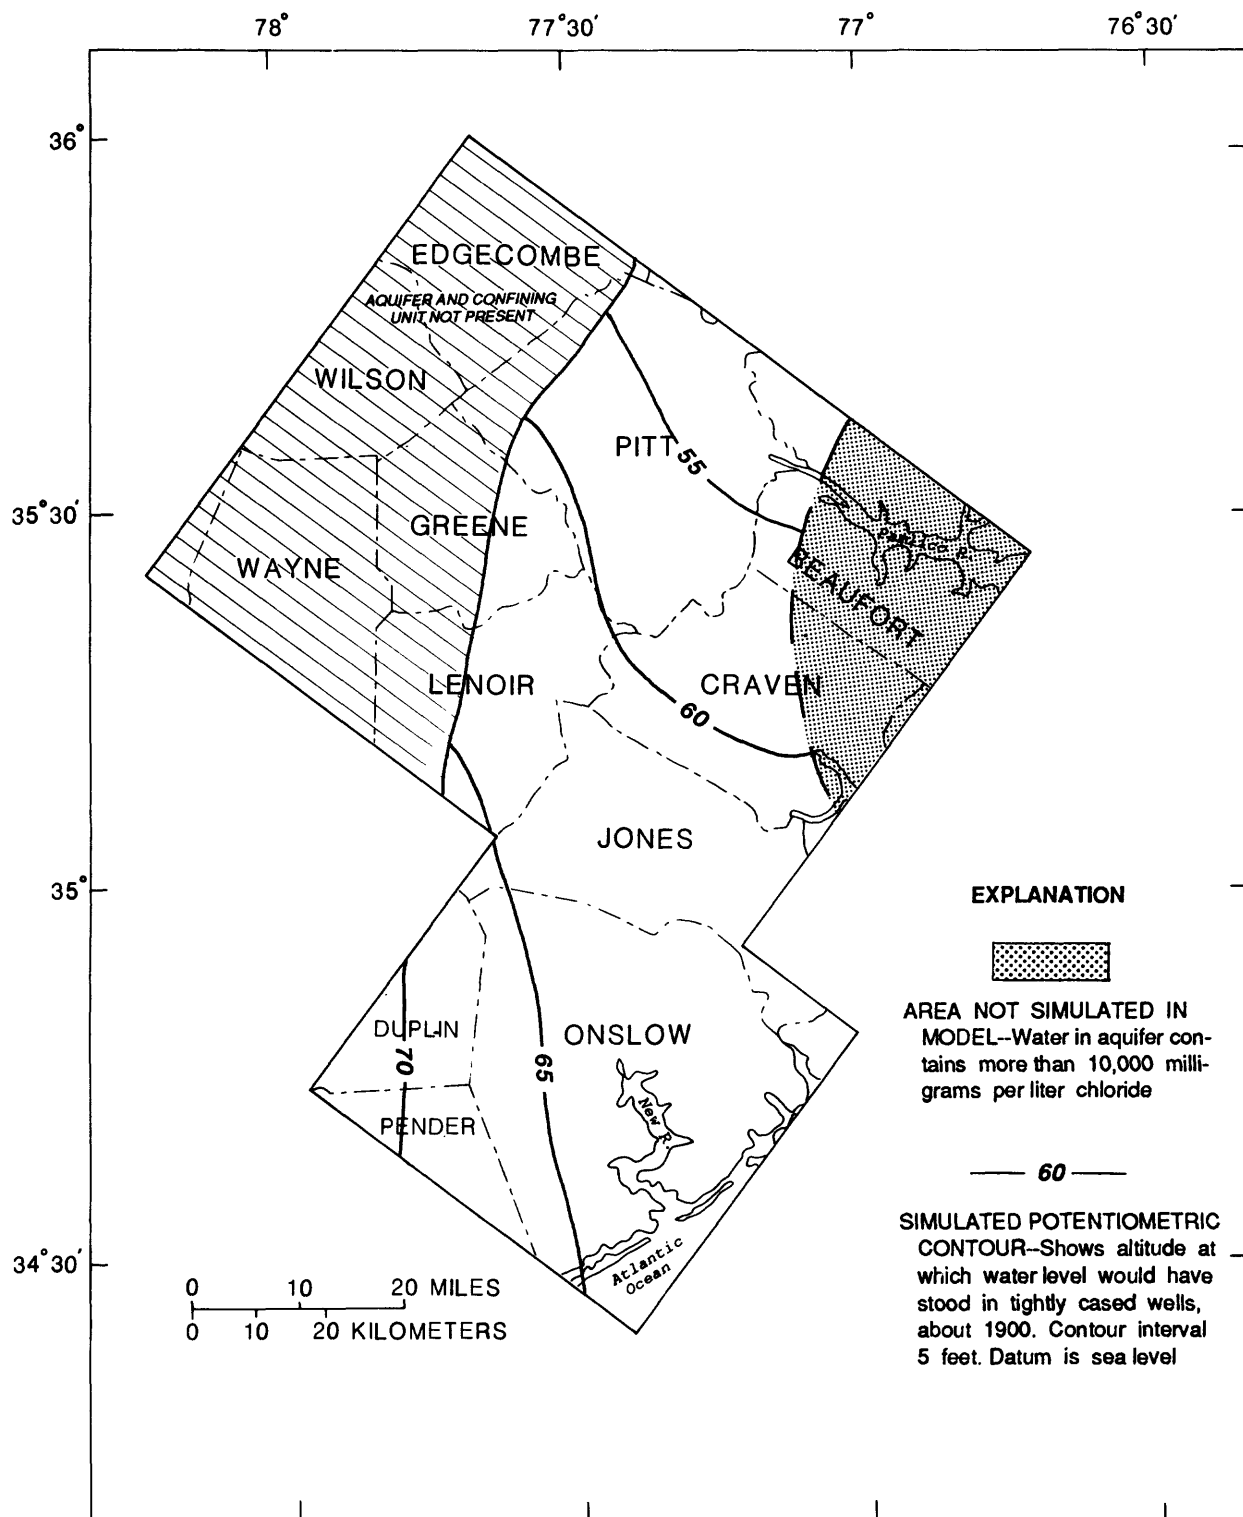 78°
77°30′
77°
76°30′
36°
EDGECOMBE
AQUIFER AND CONFINING
UNIT NOT PRESENT
WILSON
PITT
55
35°30′
GREENE
Pamlico R.
WAYNE
BEAUFORT
LENOIR
CRAVEN
60
JONES
35°
EXPLANATION
AREA NOT SIMULATED IN
MODEL--Water in aquifer con-
tains more than 10,000 milli-
grams per liter chloride
DUPLIN
ONSLOW
70
65
New R.
PENDER
60
SIMULATED POTENTIOMETRIC
CONTOUR--Shows altitude at
which water level would have
stood in tightly cased wells,
about 1900. Contour interval
5 feet. Datum is sea level
34°30′
Atlantic
Ocean
0 10 20 MILES
0 10 20 KILOMETERS